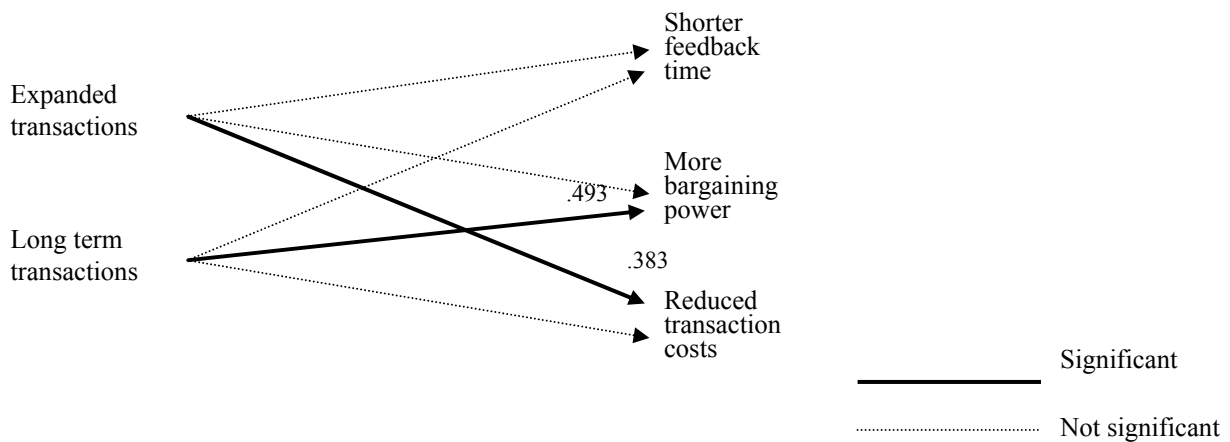 Expanded
transactions
Long term
transactions
Shorter
feedback
time
.493
More
bargaining
power
.383
Reduced
transaction
costs
Significant
Not significant